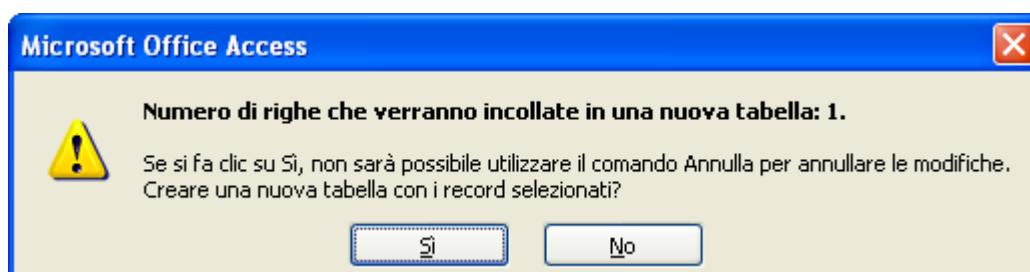 Microsoft Office Access
Numero di righe che verranno incollate in una nuova tabella: 1.
Se si fa clic su Sì, non sarà possibile utilizzare il comando Annulla per annullare le modifiche.
Creare una nuova tabella con i record selezionati?
Sì
No